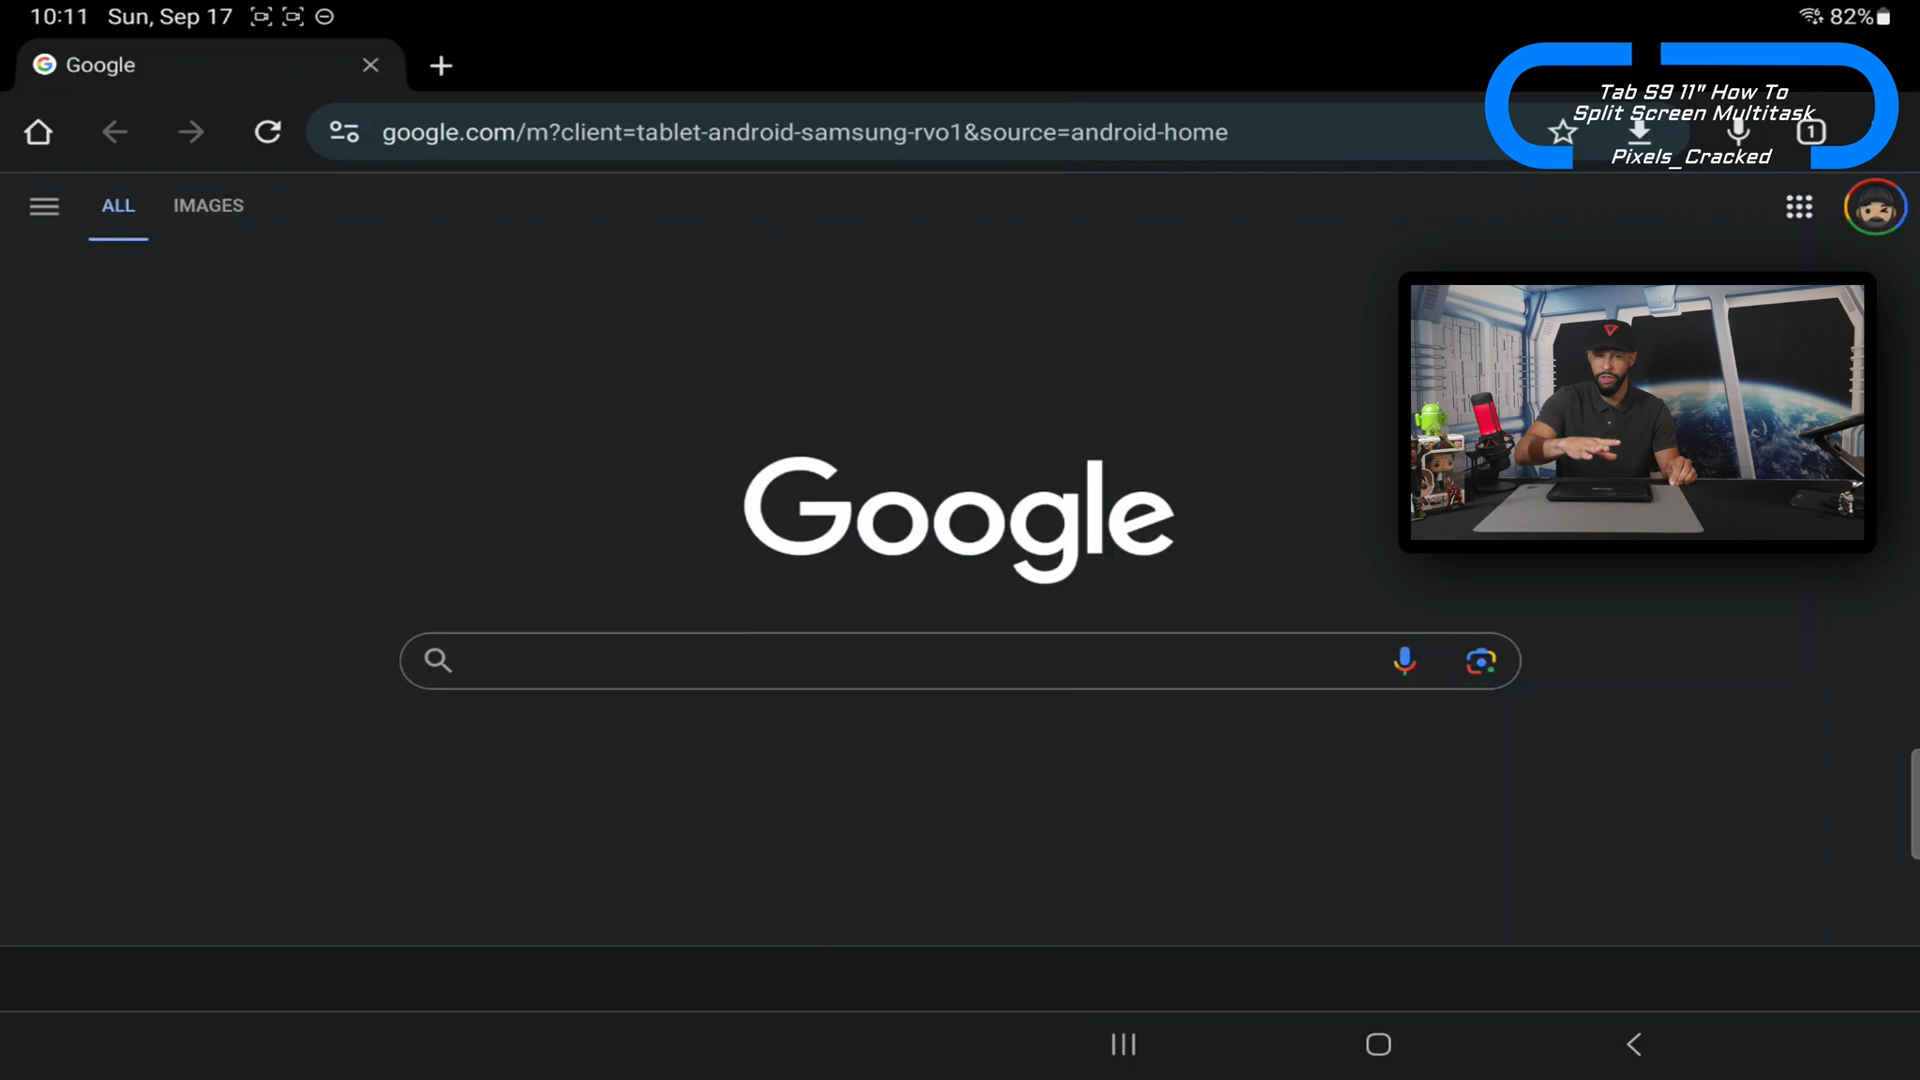 10:11 Sun, Sep 17
82%
Google
google.com/m?client=tablet-android-samsung-rvo1&source=android-home
1
Tab S9 11" How To
Split Screen Multitask
Pixels_Cracked
ALL IMAGES
Google